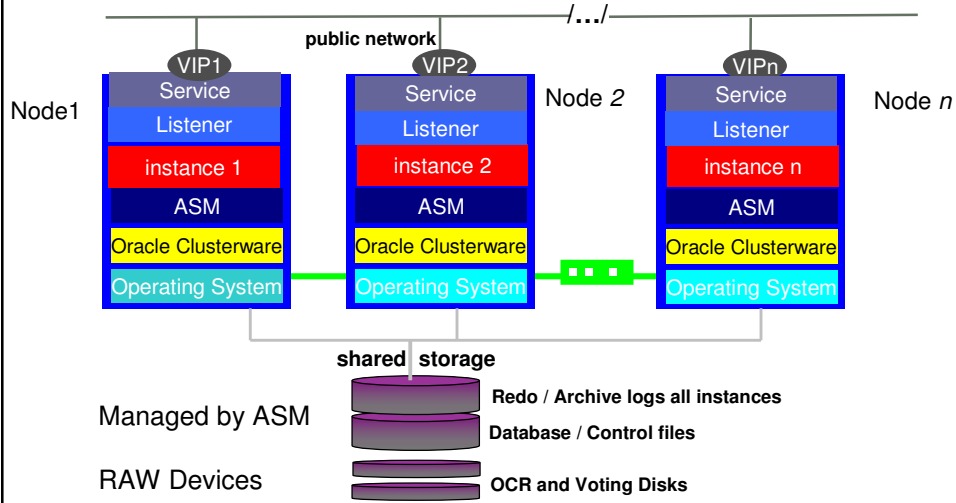 /.../
public network
VIP1
VIP2
VIPn
Node1
Service
Listener
instance 1
ASM
Oracle Clusterware
Operating System
Service
Listener
instance 2
ASM
Oracle Clusterware
Operating System
Node 2
Service
Listener
instance n
ASM
Oracle Clusterware
Operating System
Node n
shared storage
Managed by ASM
Redo / Archive logs all instances
Database / Control files
RAW Devices
OCR and Voting Disks